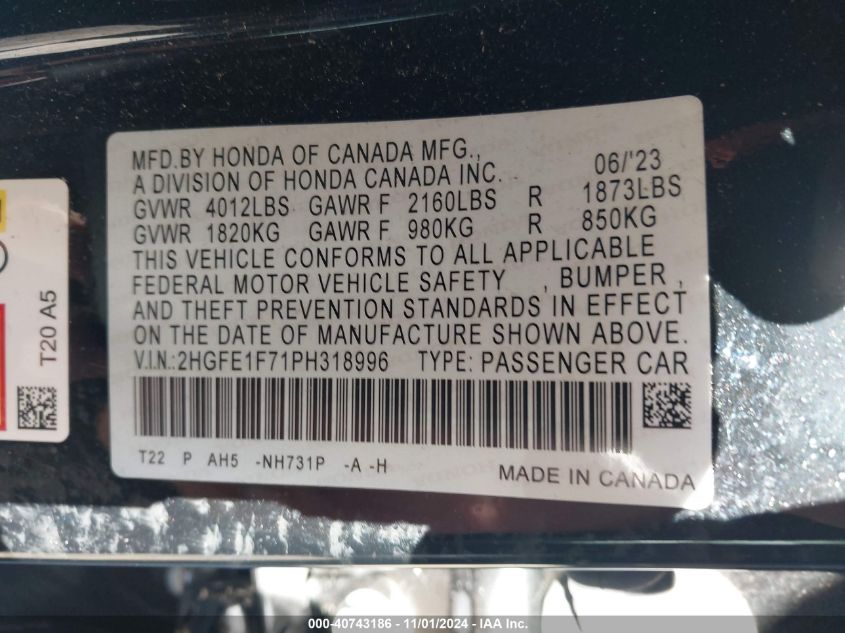 MFD.BY HONDA OF CANADA MFG., 06/'23
A DIVISION OF HONDA CANADA INC.
GVWR 4012LBS GAWR F 2160LBS R 1873LBS
GVWR 1820KG GAWR F 980KG R 850KG
THIS VEHICLE CONFORMS TO ALL APPLICABLE
FEDERAL MOTOR VEHICLE SAFETY , BUMPER ,
AND THEFT PREVENTION STANDARDS IN EFFECT
ON THE DATE OF MANUFACTURE SHOWN ABOVE.
V.I.N.:2HGFE1F71PH318996 TYPE: PASSENGER CAR
T22 P AH5 -NH731P -A -H
MADE IN CANADA
T20 A5
000-40743186 | 11/01/2024 | IAA Inc.